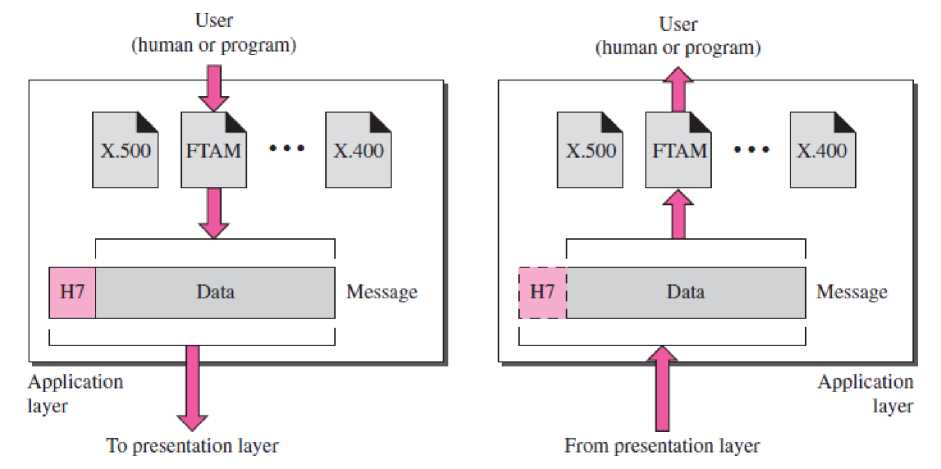 User
(human or program)
X.500
FTAM
•••
X.400
H7
Data
Message
Application
layer
To presentation layer
User
(human or program)
X.500
FTAM
•••
X.400
H7
Data
Message
Application
layer
From presentation layer